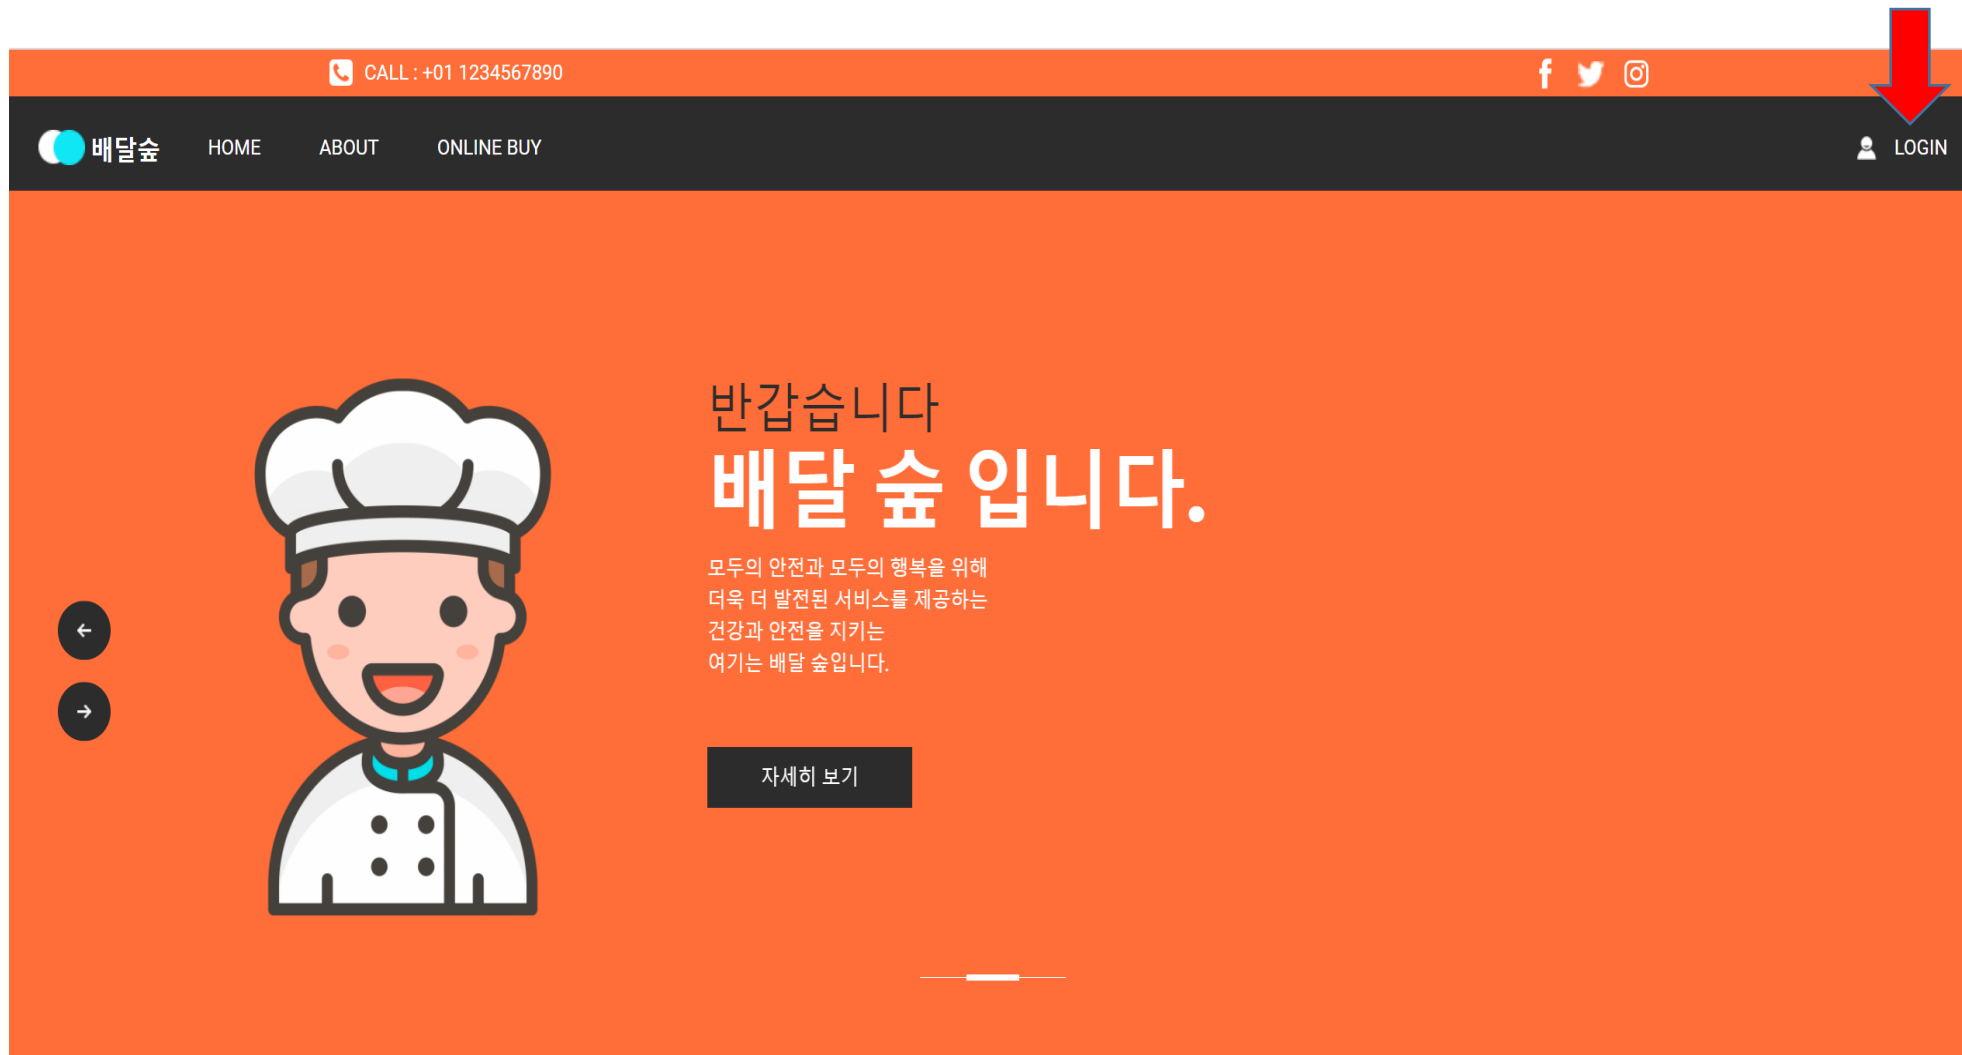 CALL : +01 1234567890
배달숲
HOME
ABOUT
ONLINE BUY
LOGIN
반갑습니다
배달 숲 입니다.
모두의 안전과 모두의 행복을 위해
더욱 더 발전된 서비스를 제공하는
건강과 안전을 지키는
여기는 배달 숲입니다.
자세히 보기